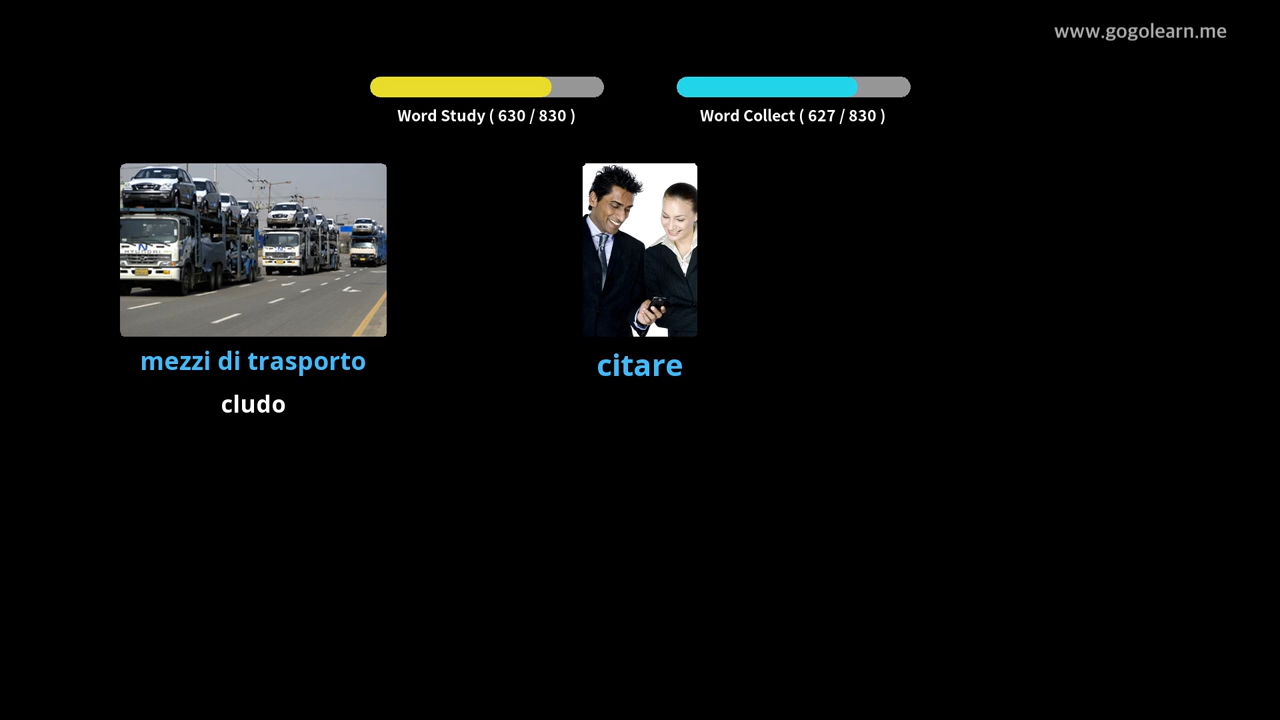 www.gogolearn.me
Word Study ( 630 / 830 )
Word Collect ( 627 / 830 )
mezzi di trasporto
cludo
citare